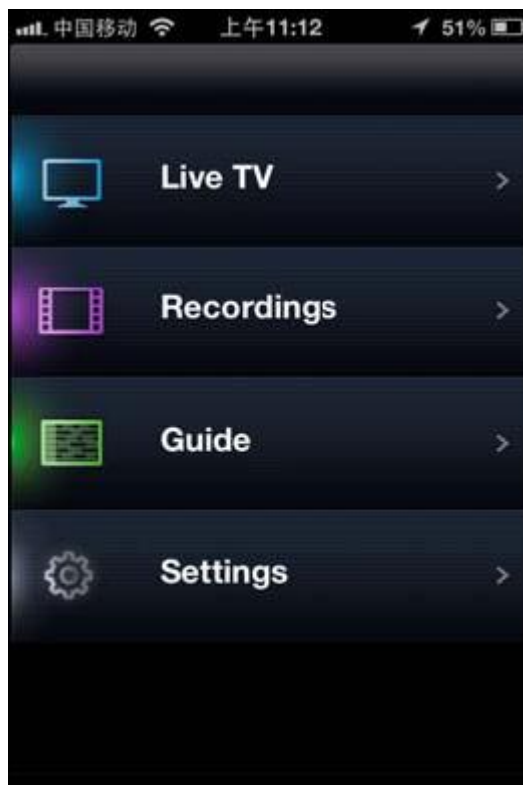 中国移动 上午11:12 51%
Live TV
Recordings
Guide
Settings